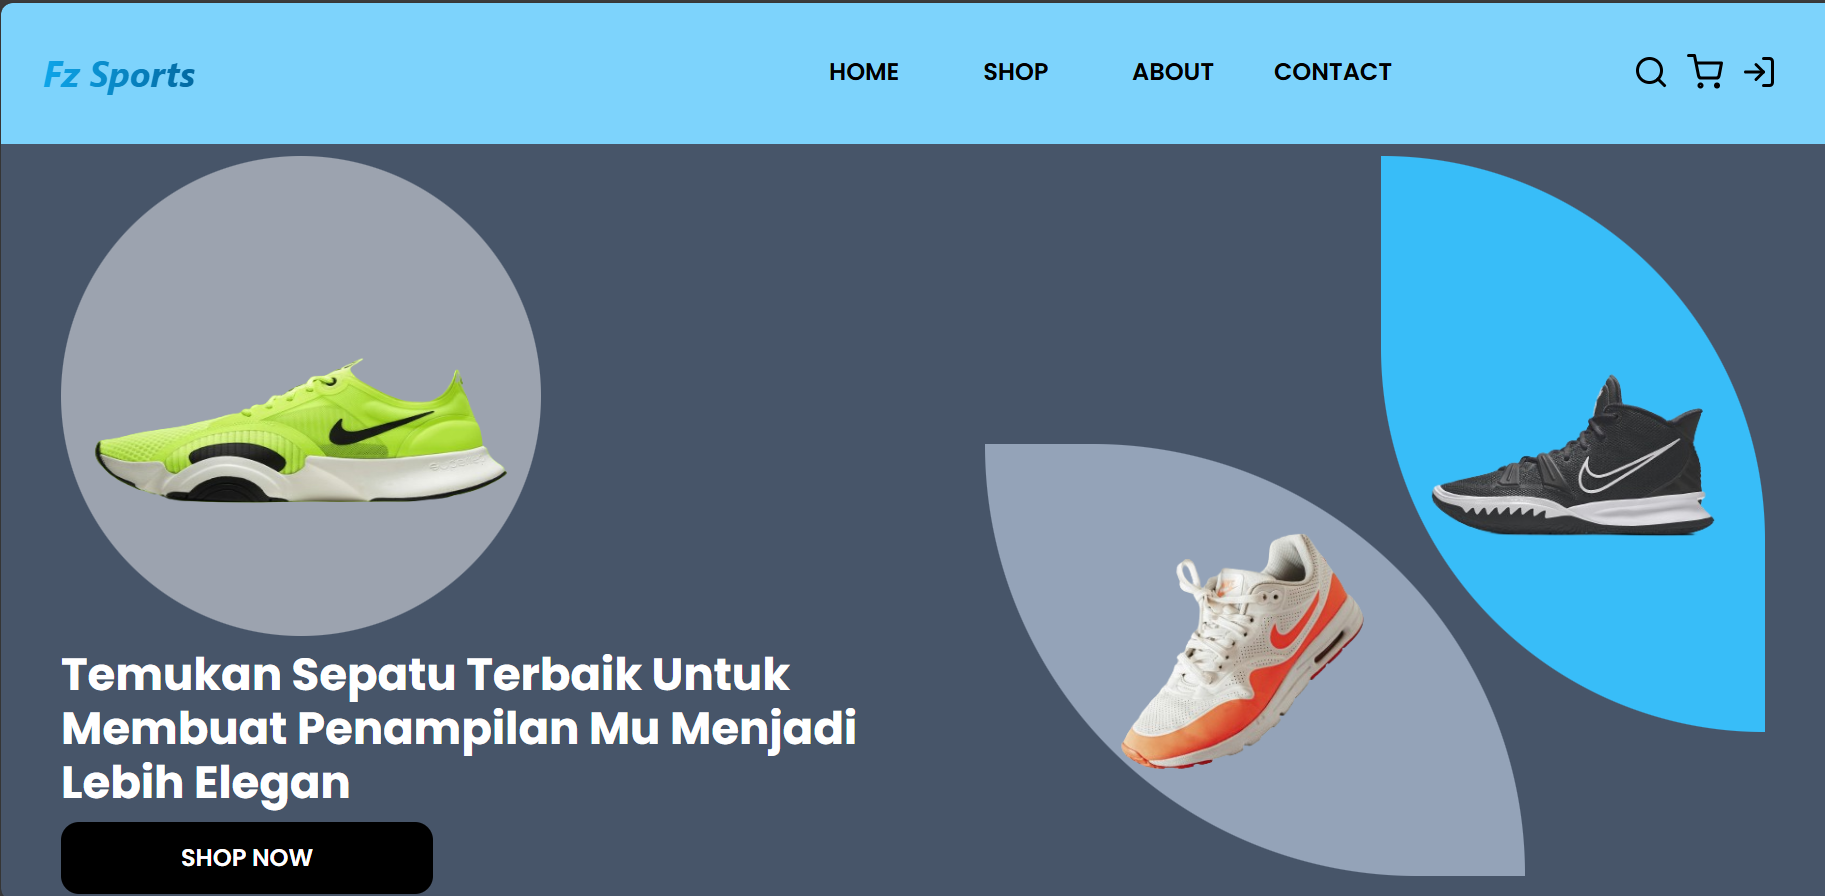 Fz Sports
HOME
SHOP
ABOUT
CONTACT
Temukan Sepatu Terbaik Untuk
Membuat Penampilan Mu Menjadi
Lebih Elegan
SHOP NOW